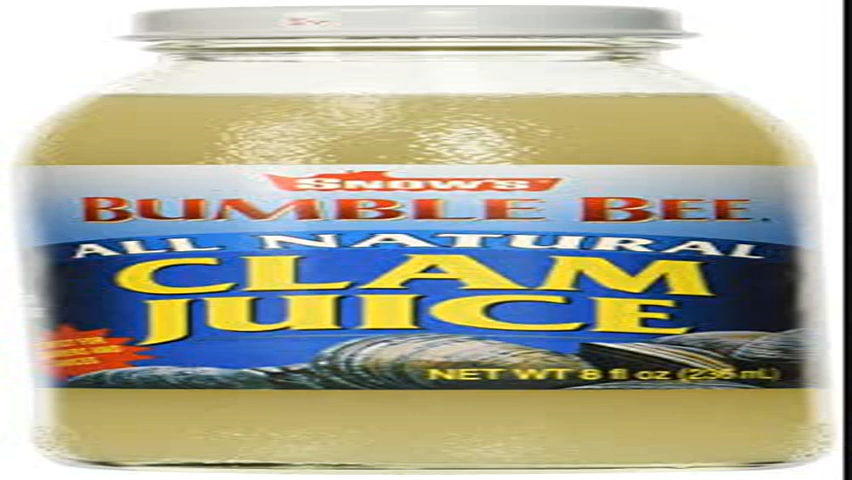 SNOW'S
BUMBLE BEE
ALL NATURAL
CLAM
JUICE
NET WT 8 fl oz (236 mL)